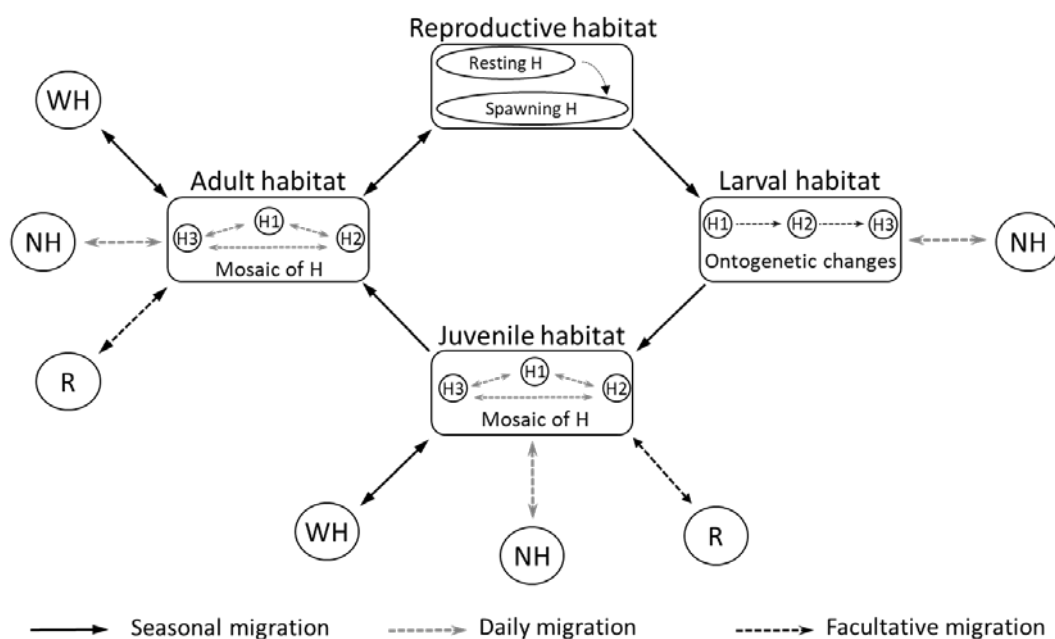 Reproductive habitat
Resting H
Spawning H
WH
Adult habitat
H1
H3
H2
Mosaic of H
NH
R
Larval habitat
H1
H2
H3
Ontogenetic changes
NH
Juvenile habitat
H1
H3
H2
Mosaic of H
WH
NH
R
Seasonal migration
Daily migration
Facultative migration